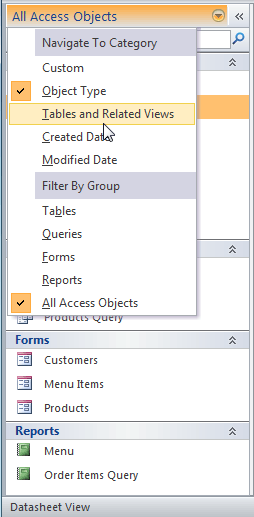 All Access Objects
Navigate To Category
Custom
Object Type
Tables and Related Views
Created Date
Modified Date
Filter By Group
Tables
Queries
Forms
Reports
All Access Objects
Products Query
Forms
Customers
Menu Items
Products
Reports
Menu
Order Items Query
Datasheet View